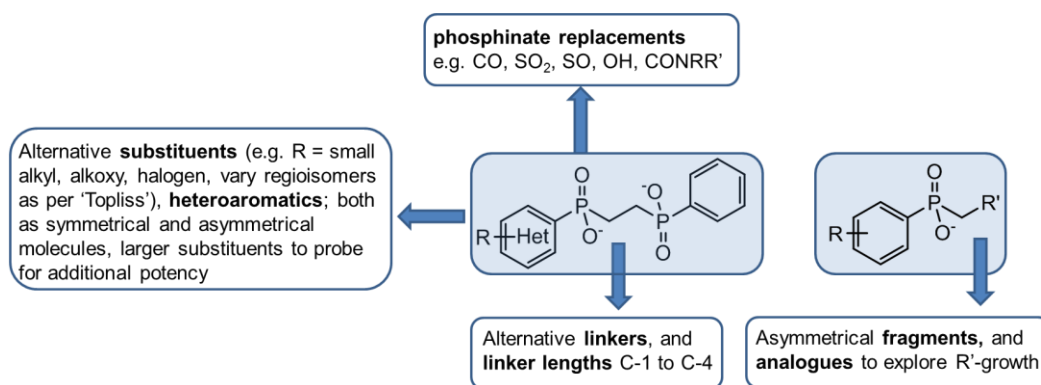 phosphinate replacements
e.g. CO, SO₂, SO, OH, CONRR'
Alternative substituents (e.g. R = small
alkyl, alkoxy, halogen, vary regioisomers
as per ‘Topliss’), heteroaromatics; both
as symmetrical and asymmetrical
molecules, larger substituents to probe
for additional potency
O
P
O⁻
⁻O
P
O
R
Het
O
P
O⁻
R'
R
Alternative linkers, and
linker lengths C-1 to C-4
Asymmetrical fragments, and
analogues to explore R'-growth